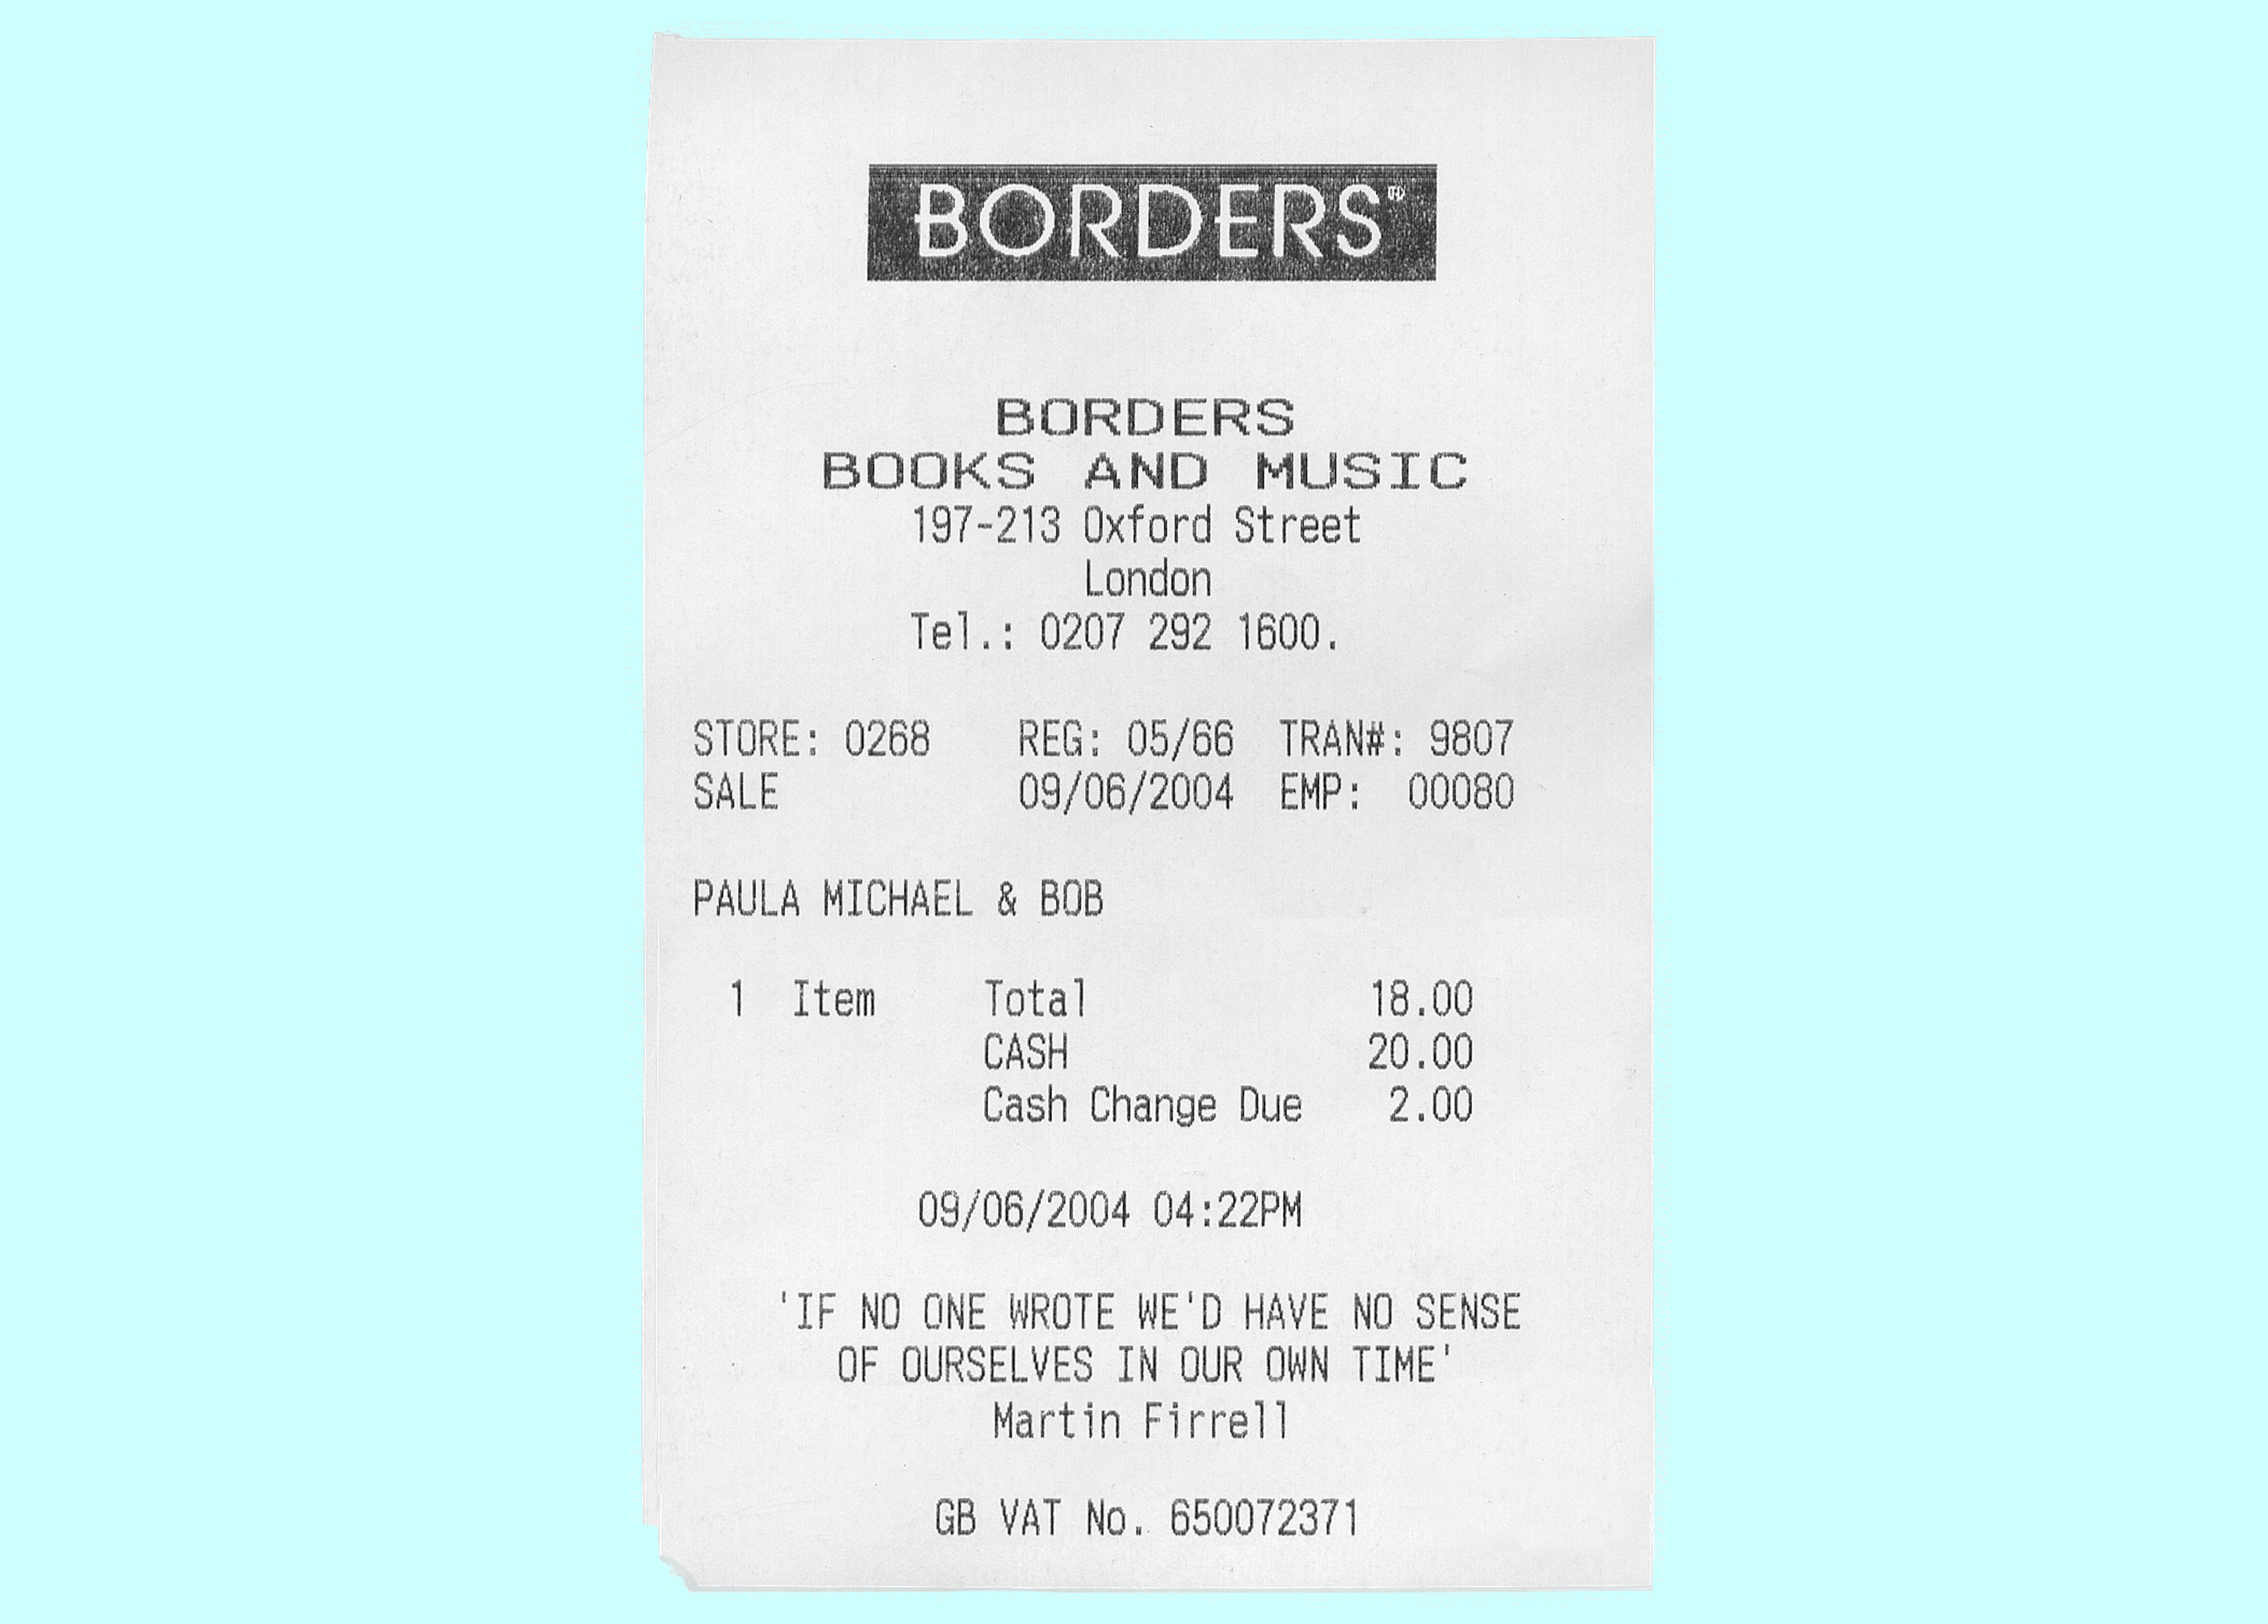 BORDERS®
BORDERS
BOOKS AND MUSIC
197-213 Oxford Street
London
Tel.: 0207 292 1600.
STORE: 0268 REG: 05/66 TRAN#: 9807
SALE 09/06/2004 EMP: 00080
PAULA MICHAEL & BOB
1 Item Total 18.00
CASH 20.00
Cash Change Due 2.00
09/06/2004 04:22PM
'IF NO ONE WROTE WE'D HAVE NO SENSE
OF OURSELVES IN OUR OWN TIME'
Martin Firrell
GB VAT No. 650072371